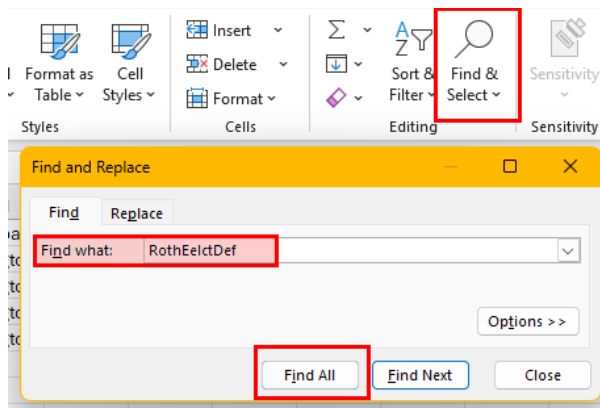 Insert
Delete
Format
Format as
Table
Cell
Styles
Sort &
Filter
Find &
Select
Sensitivity
Styles
Cells
Editing
Sensitivity
Find and Replace
Find
Replace
Find what: RothEelctDef
Options >>
Find All
Find Next
Close